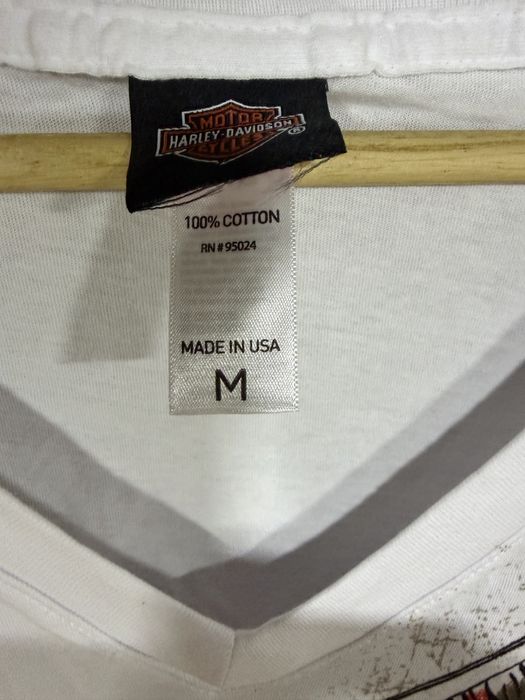 MOTOR
HARLEY-DAVIDSON
CYCLES
®
100% COTTON
RN # 95024
MADE IN USA
M